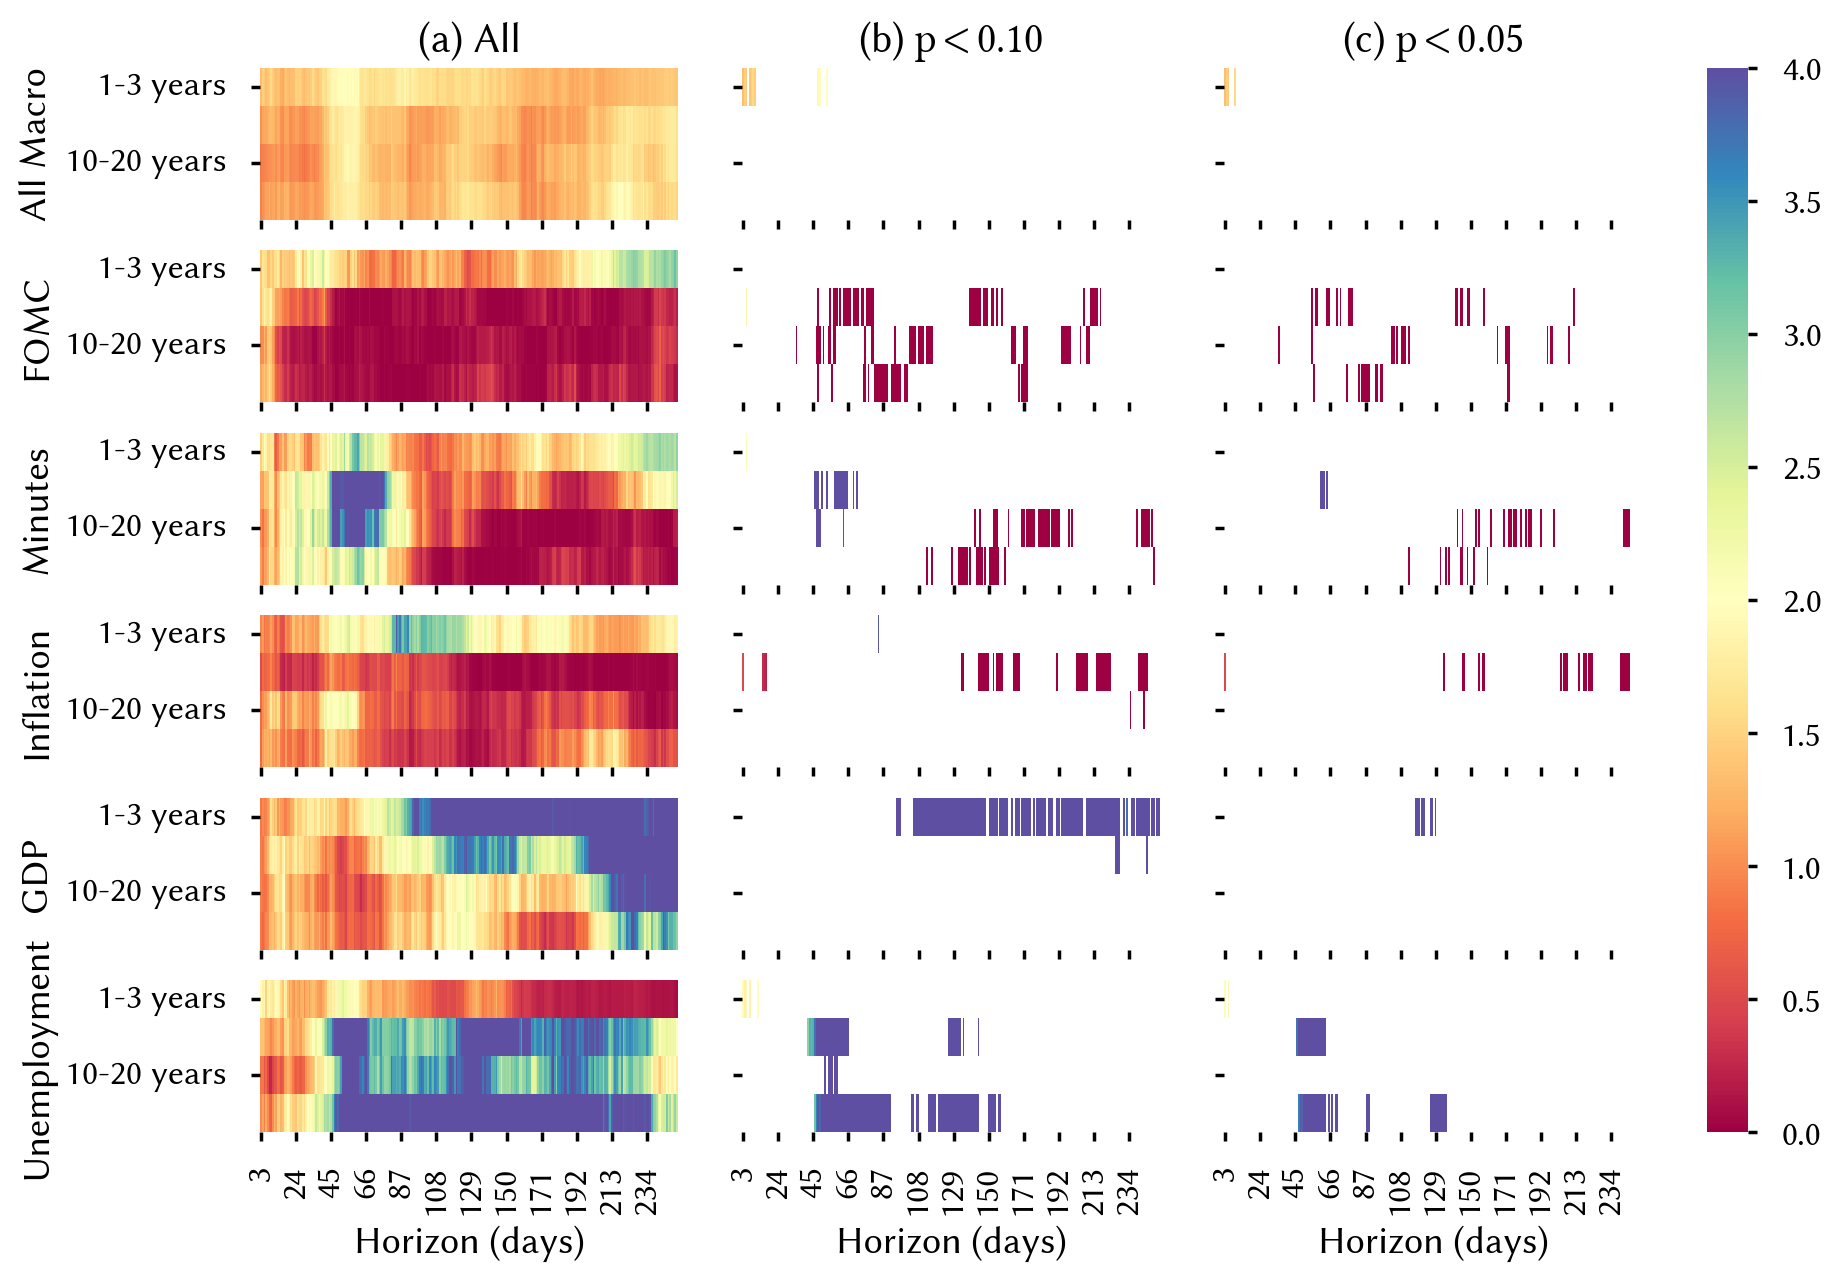 (a) All
(b) p < 0.10
(c) p < 0.05
All Macro
1-3 years
10-20 years
FOMC
1-3 years
10-20 years
Minutes
1-3 years
10-20 years
Inflation
1-3 years
10-20 years
GDP
1-3 years
10-20 years
Unemployment
1-3 years
10-20 years
3 24 45 66 87 108 129 150 171 192 213 234
Horizon (days)
3 24 45 66 87 108 129 150 171 192 213 234
Horizon (days)
3 24 45 66 87 108 129 150 171 192 213 234
Horizon (days)
4.0
3.5
3.0
2.5
2.0
1.5
1.0
0.5
0.0